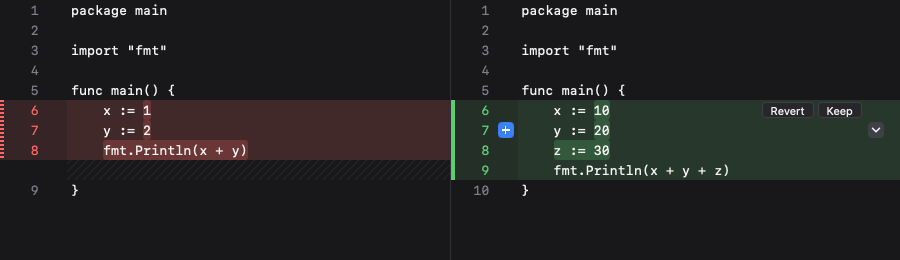 1 package main
2
3 import "fmt"
4
5 func main() {
6 x := 1
7 y := 2
8 fmt.Println(x + y)
9 }
1 package main
2
3 import "fmt"
4
5 func main() {
6 x := 10 Revert Keep
7 + y := 20
8 z := 30
9 fmt.Println(x + y + z)
10 }